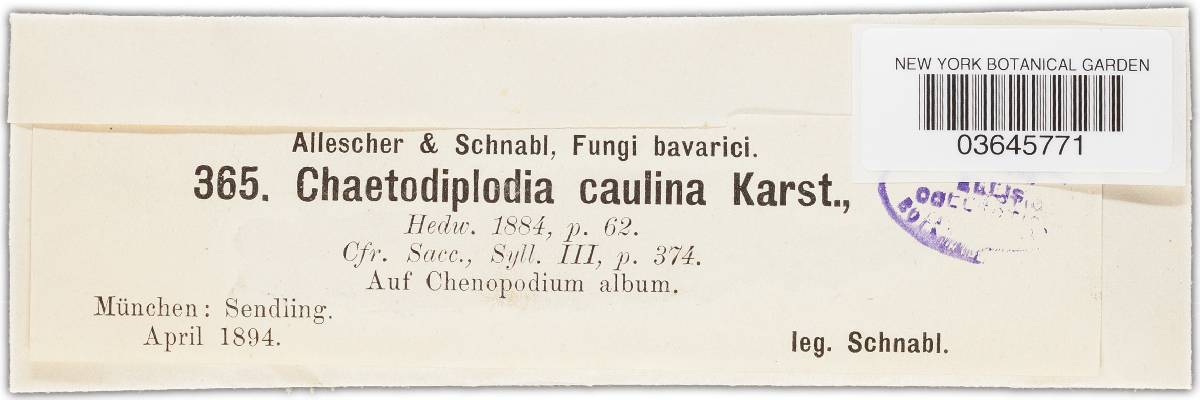 NEW YORK BOTANICAL GARDEN
03645771
Allescher & Schnabl, Fungi bavarici.
365. Chaetodiplodia caulina Karst.,
Hedw. 1884, p. 62.
Cfr. Sacc., Syll. III, p. 374.
Auf Chenopodium album.
München: Sendling.
April 1894.
leg. Schnabl.